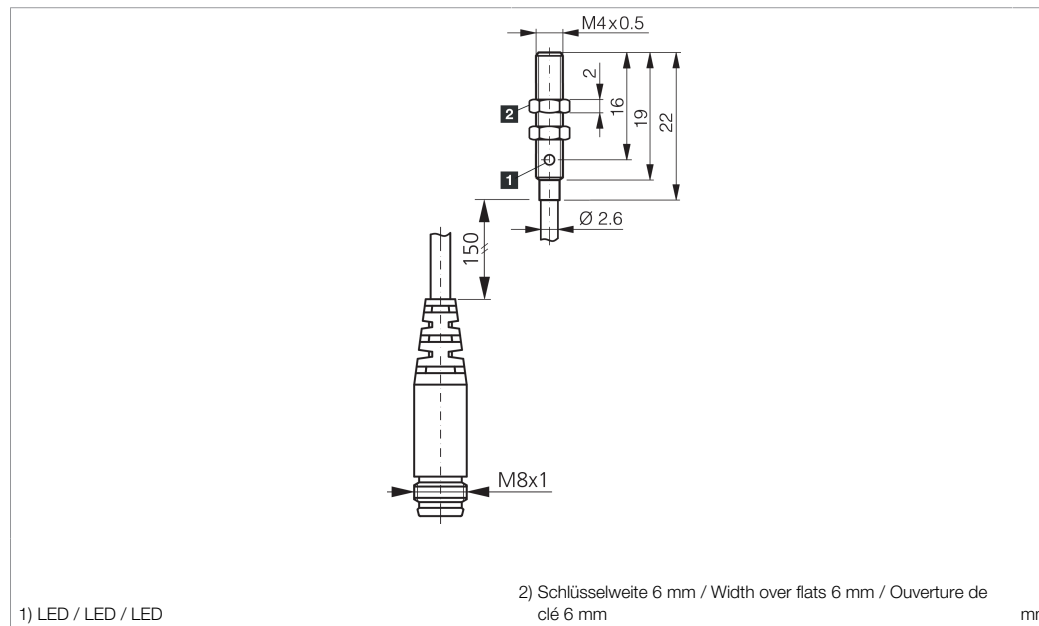 M4x0.5
2
16
19
22
2
1
Ø 2.6
150
M8x1
1) LED / LED / LED
2) Schlüsselweite 6 mm / Width over flats 6 mm / Ouverture de
clé 6 mm